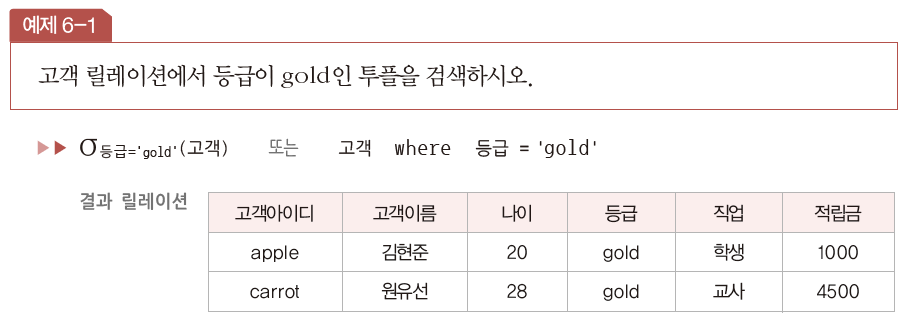 예제 6-1
고객 릴레이션에서 등급이 gold인 투플을 검색하시오.
▶▶ σ등급='gold'(고객) 또는 고객 where 등급 = 'gold'
결과 릴레이션
고객아이디 고객이름 나이 등급 직업 적립금
apple 김현준 20 gold 학생 1000
carrot 원유선 28 gold 교사 4500